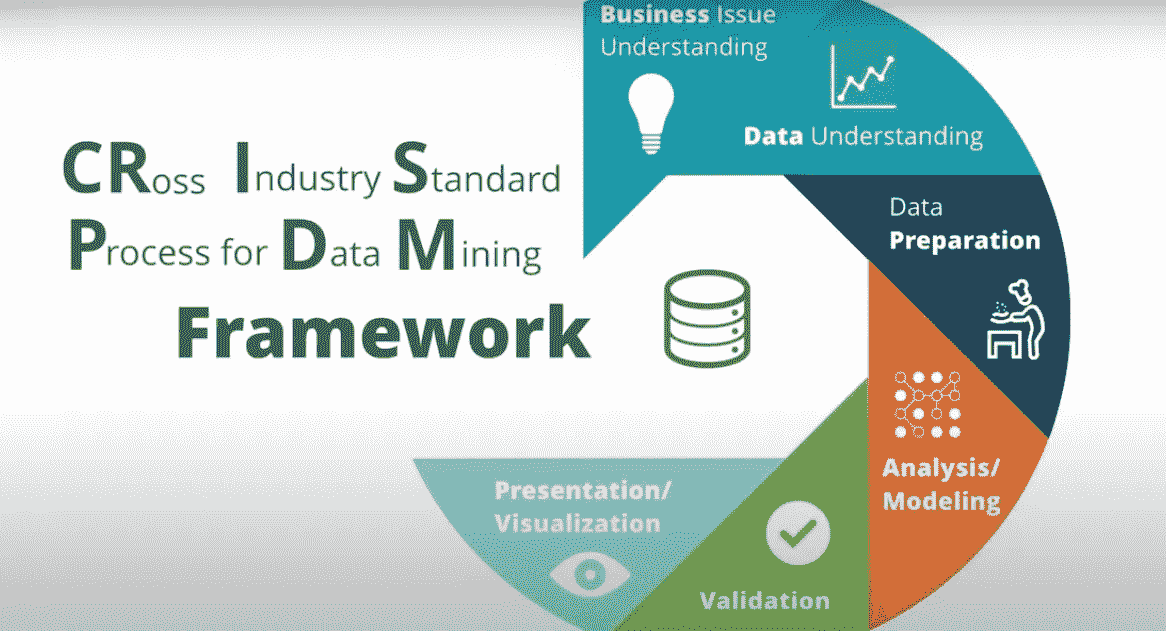 CRoss Industry Standard
Process for Data Mining
Framework
Business Issue
Understanding
Data Understanding
Data
Preparation
Analysis/
Modeling
Validation
Presentation/
Visualization